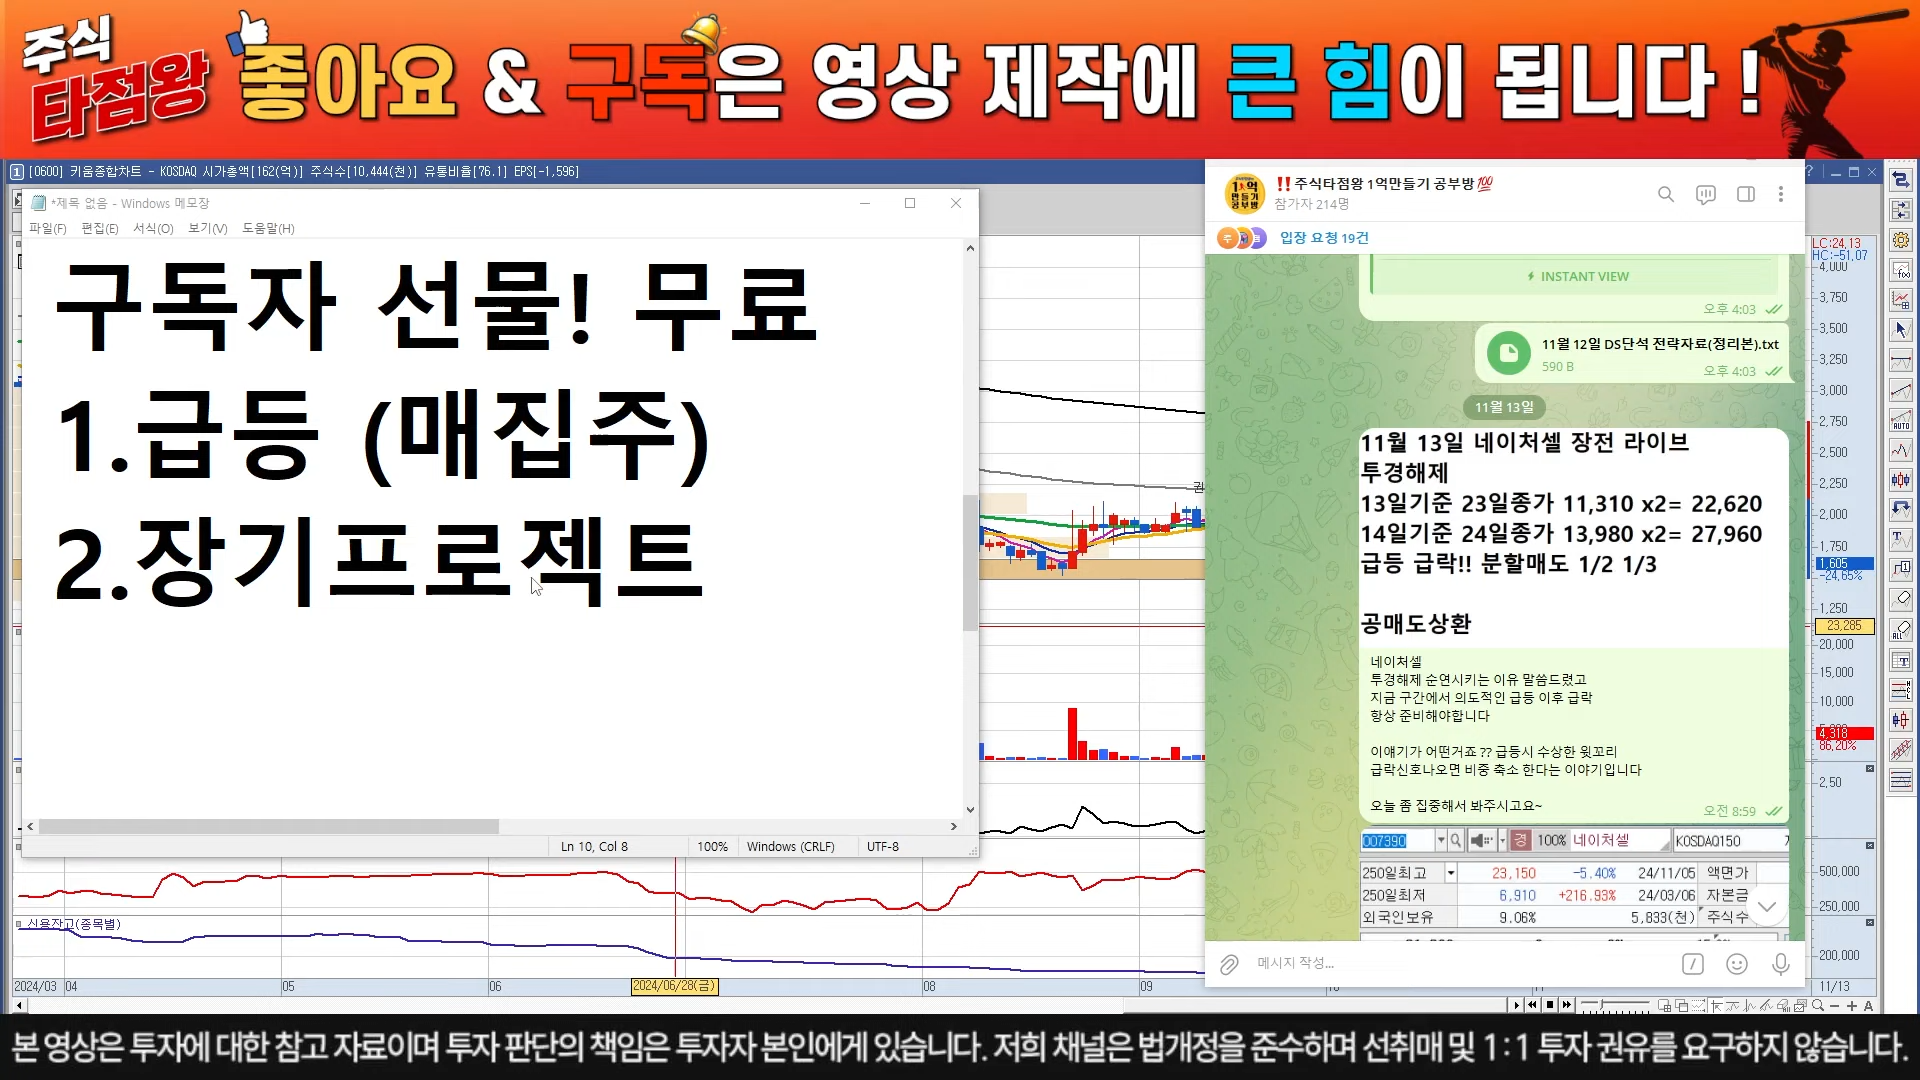 주식
타점왕
좋아요 & 구독은 영상 제작에 큰 힘이 됩니다 !
1 [0600] 키움종합차트 - KOSDAQ 시가총액[162(억)] 주식수[10,444(천)] 유통비율[76.1] EPS[-1,596]
*제목 없음 - Windows 메모장
파일(F) 편집(E) 서식(O) 보기(V) 도움말(H)
구독자 선물! 무료
1.급등 (매집주)
2.장기프로젝트
Ln 10, Col 8 100% Windows (CRLF) UTF-8
신용잔고(종목별)
2024/03 04 05 06 2024/06/28(금) 08 09 10 11 11/13
‼주식타점왕 1억만들기 공부방💯
참가자 214명
입장 요청 19건
INSTANT VIEW
오후 4:03
11월 12일 DS단석 전략자료(정리본).txt
590 B
오후 4:03
11월 13일
11월 13일 네이처셀 장전 라이브
투경해제
13일기준 23일종가 11,310 x2= 22,620
14일기준 24일종가 13,980 x2= 27,960
급등 급락!! 분할매도 1/2 1/3
공매도상환
네이처셀
투경해제 순연시키는 이유 말씀드렸고
지금 구간에서 의도적인 급등 이후 급락
항상 준비해야합니다
이얘기가 어떤거죠 ?? 급등시 수상한 윗꼬리
급락신호나오면 비중 축소 한다는 이야기입니다
오늘 좀 집중해서 봐주시고요~
오전 8:59
007390 경 100% 네이처셀 KOSDAQ150
250일최고 23,150 -5.40% 24/11/05 액면가
250일최저 6,910 +216.93% 24/03/06 자본금
외국인보유 9.06% 5,833(천) 주식수
메시지 작성...
LC:24,13
HC:-51,07
4,000
3,750
3,500
3,250
3,000
2,750
2,500
2,250
2,000
1,750
1,605
-24,65%
1,250
23,285
20,000
15,000
10,000
4,318
86,20%
2,50
500,000
250,000
200,000
본 영상은 투자에 대한 참고 자료이며 투자 판단의 책임은 투자자 본인에게 있습니다. 저희 채널은 법개정을 준수하며 선취매 및 1:1 투자 권유를 요구하지 않습니다.